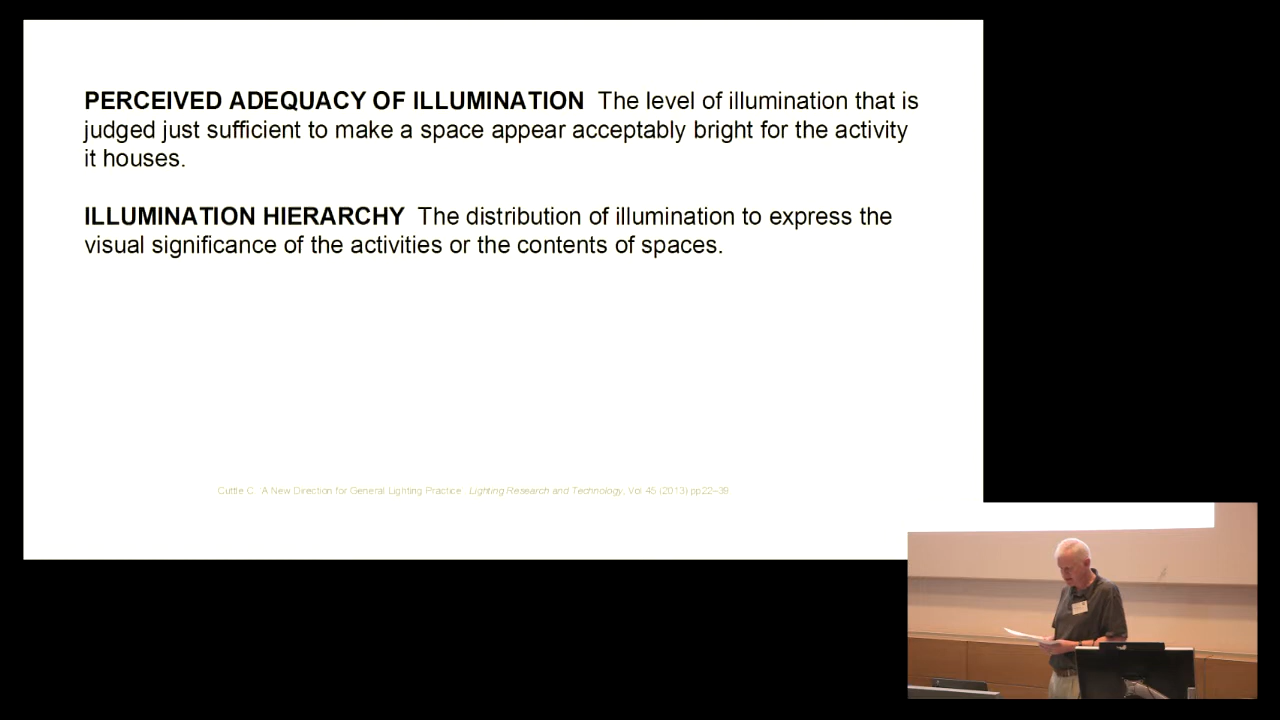 PERCEIVED ADEQUACY OF ILLUMINATION The level of illumination that is
judged just sufficient to make a space appear acceptably bright for the activity
it houses.
ILLUMINATION HIERARCHY The distribution of illumination to express the
visual significance of the activities or the contents of spaces.
Cuttle C. A New Direction for General Lighting Practice. Lighting Research and Technology, Vol 45 (2013) pp22–39